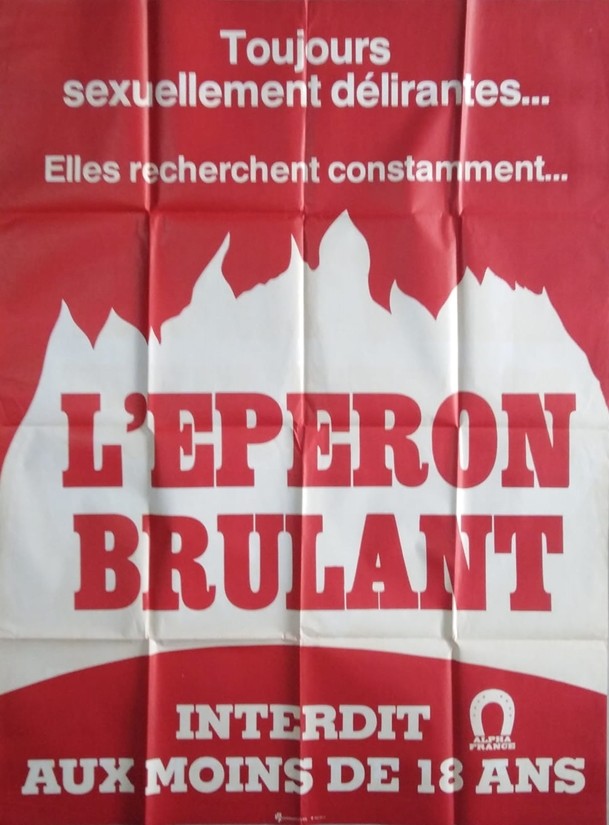 Toujours
sexuellement délirantes...
Elles recherchent constamment...
L'EPERON
BRULANT
INTERDIT
AUX MOINS DE 18 ANS
ALPHA
FRANCE